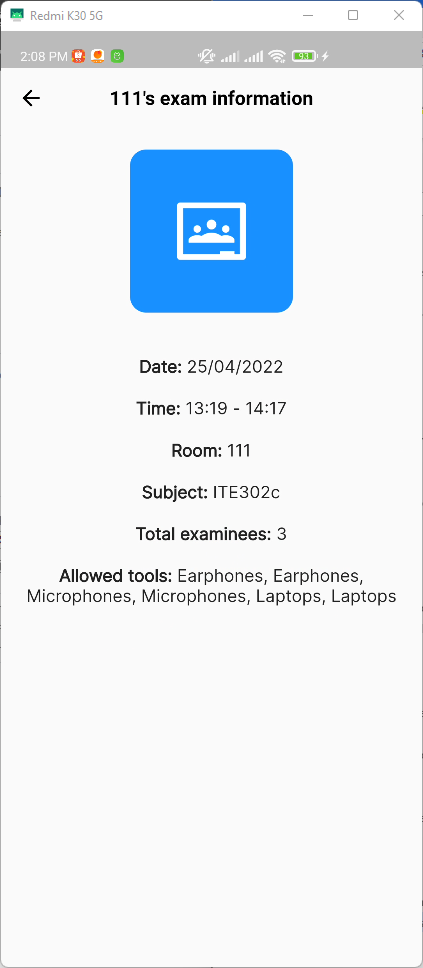 Redmi K30 5G
2:08 PM
93
111's exam information
Date: 25/04/2022
Time: 13:19 - 14:17
Room: 111
Subject: ITE302c
Total examinees: 3
Allowed tools: Earphones, Earphones,
Microphones, Microphones, Laptops, Laptops